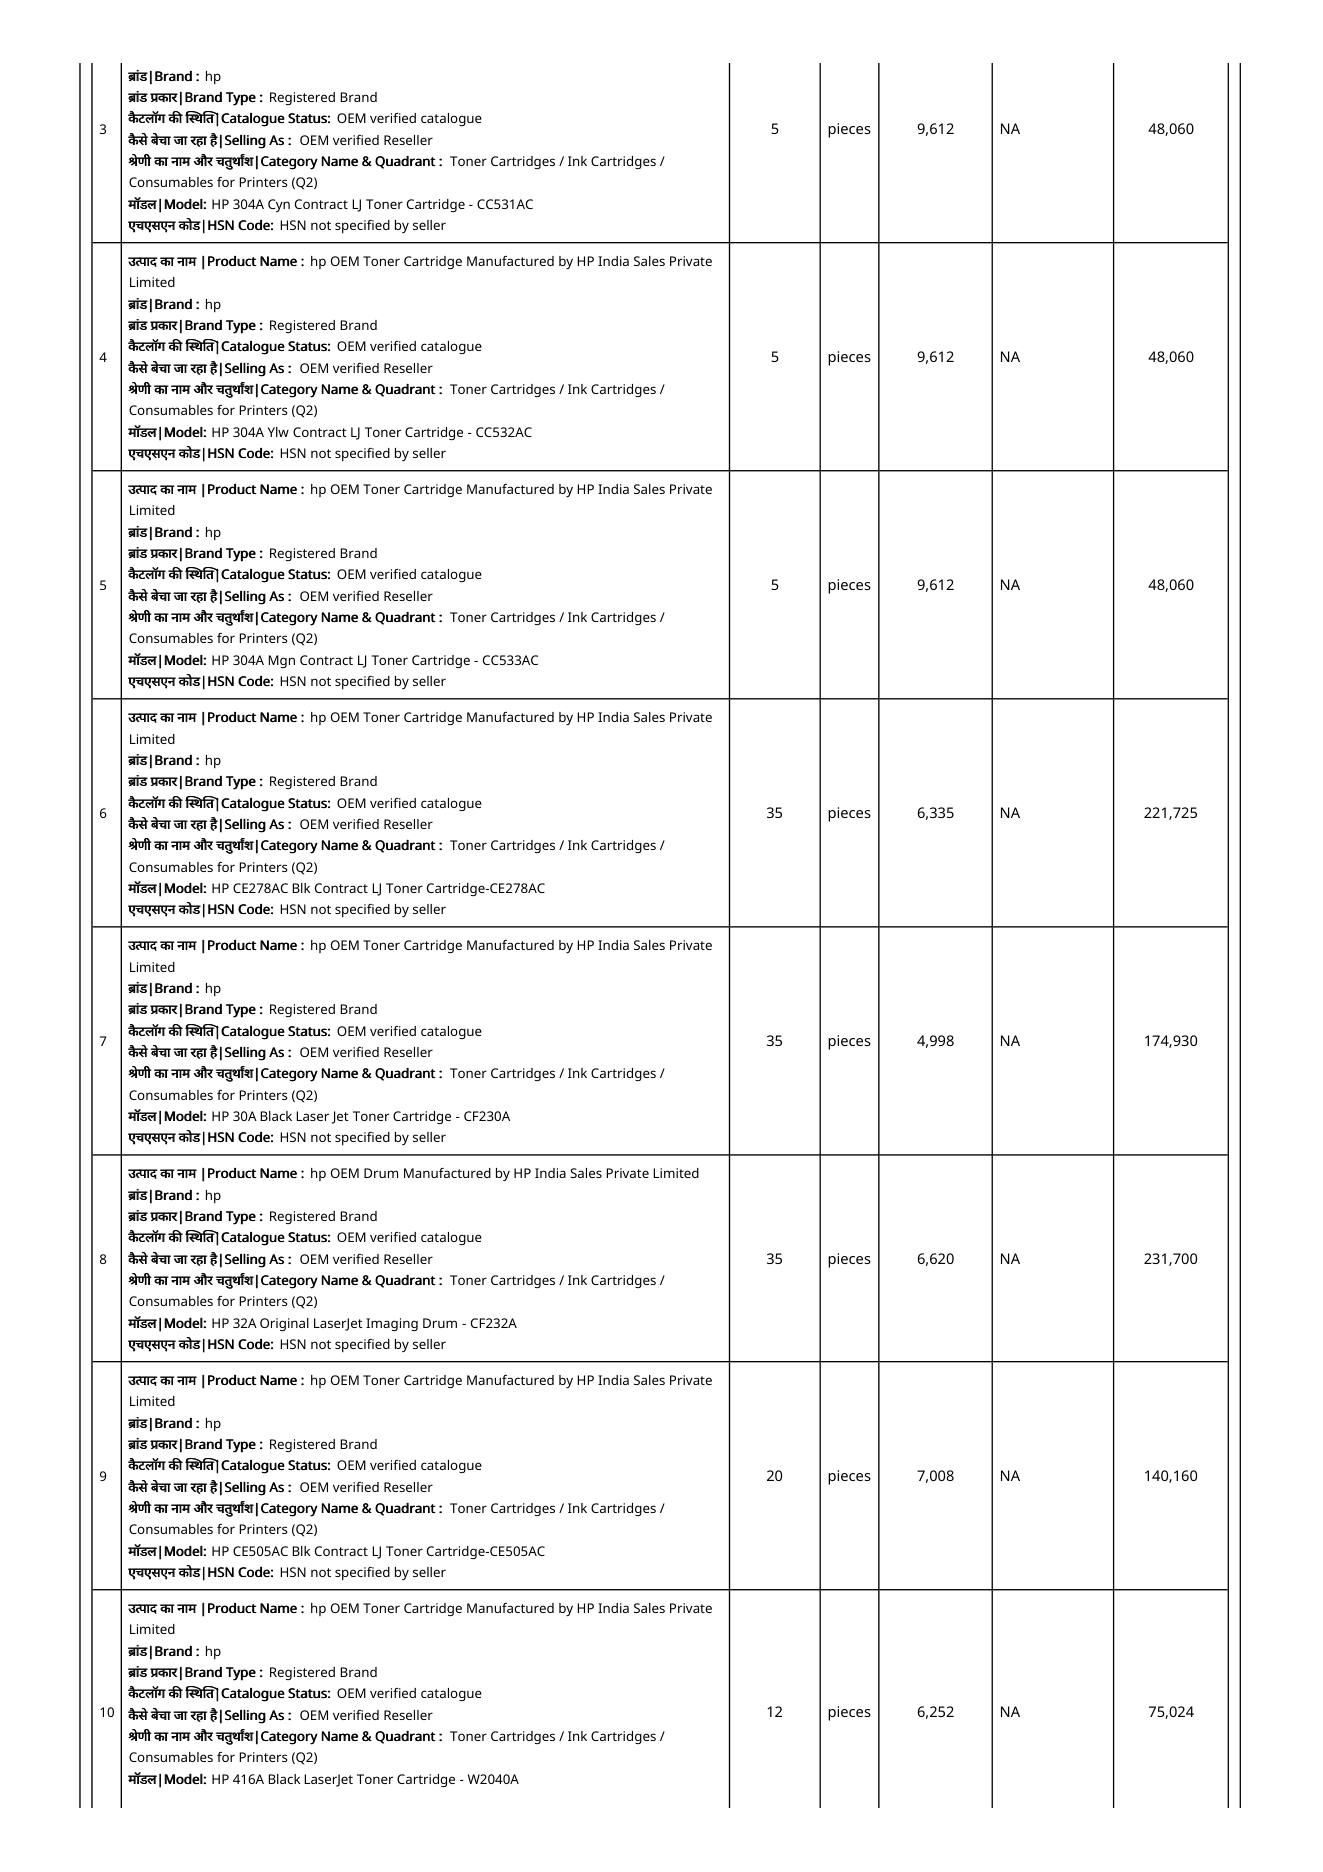 ब्रांड|Brand : hp
ब्रांड प्रकार|Brand Type : Registered Brand
कैटलॉग की स्थिति|Catalogue Status: OEM verified catalogue
3 कैसे बेचा जा रहा है|Selling As : OEM verified Reseller 5 pieces 9,612 NA 48,060
श्रेणी का नाम और चतुर्थांश|Category Name & Quadrant : Toner Cartridges / Ink Cartridges /
Consumables for Printers (Q2)
मॉडल|Model: HP 304A Cyn Contract LJ Toner Cartridge - CC531AC
एचएसएन कोड|HSN Code: HSN not specified by seller
उत्पाद का नाम |Product Name : hp OEM Toner Cartridge Manufactured by HP India Sales Private
Limited
ब्रांड|Brand : hp
ब्रांड प्रकार|Brand Type : Registered Brand
कैटलॉग की स्थिति|Catalogue Status: OEM verified catalogue
4 कैसे बेचा जा रहा है|Selling As : OEM verified Reseller 5 pieces 9,612 NA 48,060
श्रेणी का नाम और चतुर्थांश|Category Name & Quadrant : Toner Cartridges / Ink Cartridges /
Consumables for Printers (Q2)
मॉडल|Model: HP 304A Ylw Contract LJ Toner Cartridge - CC532AC
एचएसएन कोड|HSN Code: HSN not specified by seller
उत्पाद का नाम |Product Name : hp OEM Toner Cartridge Manufactured by HP India Sales Private
Limited
ब्रांड|Brand : hp
ब्रांड प्रकार|Brand Type : Registered Brand
कैटलॉग की स्थिति|Catalogue Status: OEM verified catalogue
5 कैसे बेचा जा रहा है|Selling As : OEM verified Reseller 5 pieces 9,612 NA 48,060
श्रेणी का नाम और चतुर्थांश|Category Name & Quadrant : Toner Cartridges / Ink Cartridges /
Consumables for Printers (Q2)
मॉडल|Model: HP 304A Mgn Contract LJ Toner Cartridge - CC533AC
एचएसएन कोड|HSN Code: HSN not specified by seller
उत्पाद का नाम |Product Name : hp OEM Toner Cartridge Manufactured by HP India Sales Private
Limited
ब्रांड|Brand : hp
ब्रांड प्रकार|Brand Type : Registered Brand
कैटलॉग की स्थिति|Catalogue Status: OEM verified catalogue
6 कैसे बेचा जा रहा है|Selling As : OEM verified Reseller 35 pieces 6,335 NA 221,725
श्रेणी का नाम और चतुर्थांश|Category Name & Quadrant : Toner Cartridges / Ink Cartridges /
Consumables for Printers (Q2)
मॉडल|Model: HP CE278AC Blk Contract LJ Toner Cartridge-CE278AC
एचएसएन कोड|HSN Code: HSN not specified by seller
उत्पाद का नाम |Product Name : hp OEM Toner Cartridge Manufactured by HP India Sales Private
Limited
ब्रांड|Brand : hp
ब्रांड प्रकार|Brand Type : Registered Brand
कैटलॉग की स्थिति|Catalogue Status: OEM verified catalogue
7 कैसे बेचा जा रहा है|Selling As : OEM verified Reseller 35 pieces 4,998 NA 174,930
श्रेणी का नाम और चतुर्थांश|Category Name & Quadrant : Toner Cartridges / Ink Cartridges /
Consumables for Printers (Q2)
मॉडल|Model: HP 30A Black Laser Jet Toner Cartridge - CF230A
एचएसएन कोड|HSN Code: HSN not specified by seller
उत्पाद का नाम |Product Name : hp OEM Drum Manufactured by HP India Sales Private Limited
ब्रांड|Brand : hp
ब्रांड प्रकार|Brand Type : Registered Brand
कैटलॉग की स्थिति|Catalogue Status: OEM verified catalogue
8 कैसे बेचा जा रहा है|Selling As : OEM verified Reseller 35 pieces 6,620 NA 231,700
श्रेणी का नाम और चतुर्थांश|Category Name & Quadrant : Toner Cartridges / Ink Cartridges /
Consumables for Printers (Q2)
मॉडल|Model: HP 32A Original LaserJet Imaging Drum - CF232A
एचएसएन कोड|HSN Code: HSN not specified by seller
उत्पाद का नाम |Product Name : hp OEM Toner Cartridge Manufactured by HP India Sales Private
Limited
ब्रांड|Brand : hp
ब्रांड प्रकार|Brand Type : Registered Brand
कैटलॉग की स्थिति|Catalogue Status: OEM verified catalogue
9 कैसे बेचा जा रहा है|Selling As : OEM verified Reseller 20 pieces 7,008 NA 140,160
श्रेणी का नाम और चतुर्थांश|Category Name & Quadrant : Toner Cartridges / Ink Cartridges /
Consumables for Printers (Q2)
मॉडल|Model: HP CE505AC Blk Contract LJ Toner Cartridge-CE505AC
एचएसएन कोड|HSN Code: HSN not specified by seller
उत्पाद का नाम |Product Name : hp OEM Toner Cartridge Manufactured by HP India Sales Private
Limited
ब्रांड|Brand : hp
ब्रांड प्रकार|Brand Type : Registered Brand
कैटलॉग की स्थिति|Catalogue Status: OEM verified catalogue
10 कैसे बेचा जा रहा है|Selling As : OEM verified Reseller 12 pieces 6,252 NA 75,024
श्रेणी का नाम और चतुर्थांश|Category Name & Quadrant : Toner Cartridges / Ink Cartridges /
Consumables for Printers (Q2)
मॉडल|Model: HP 416A Black LaserJet Toner Cartridge - W2040A